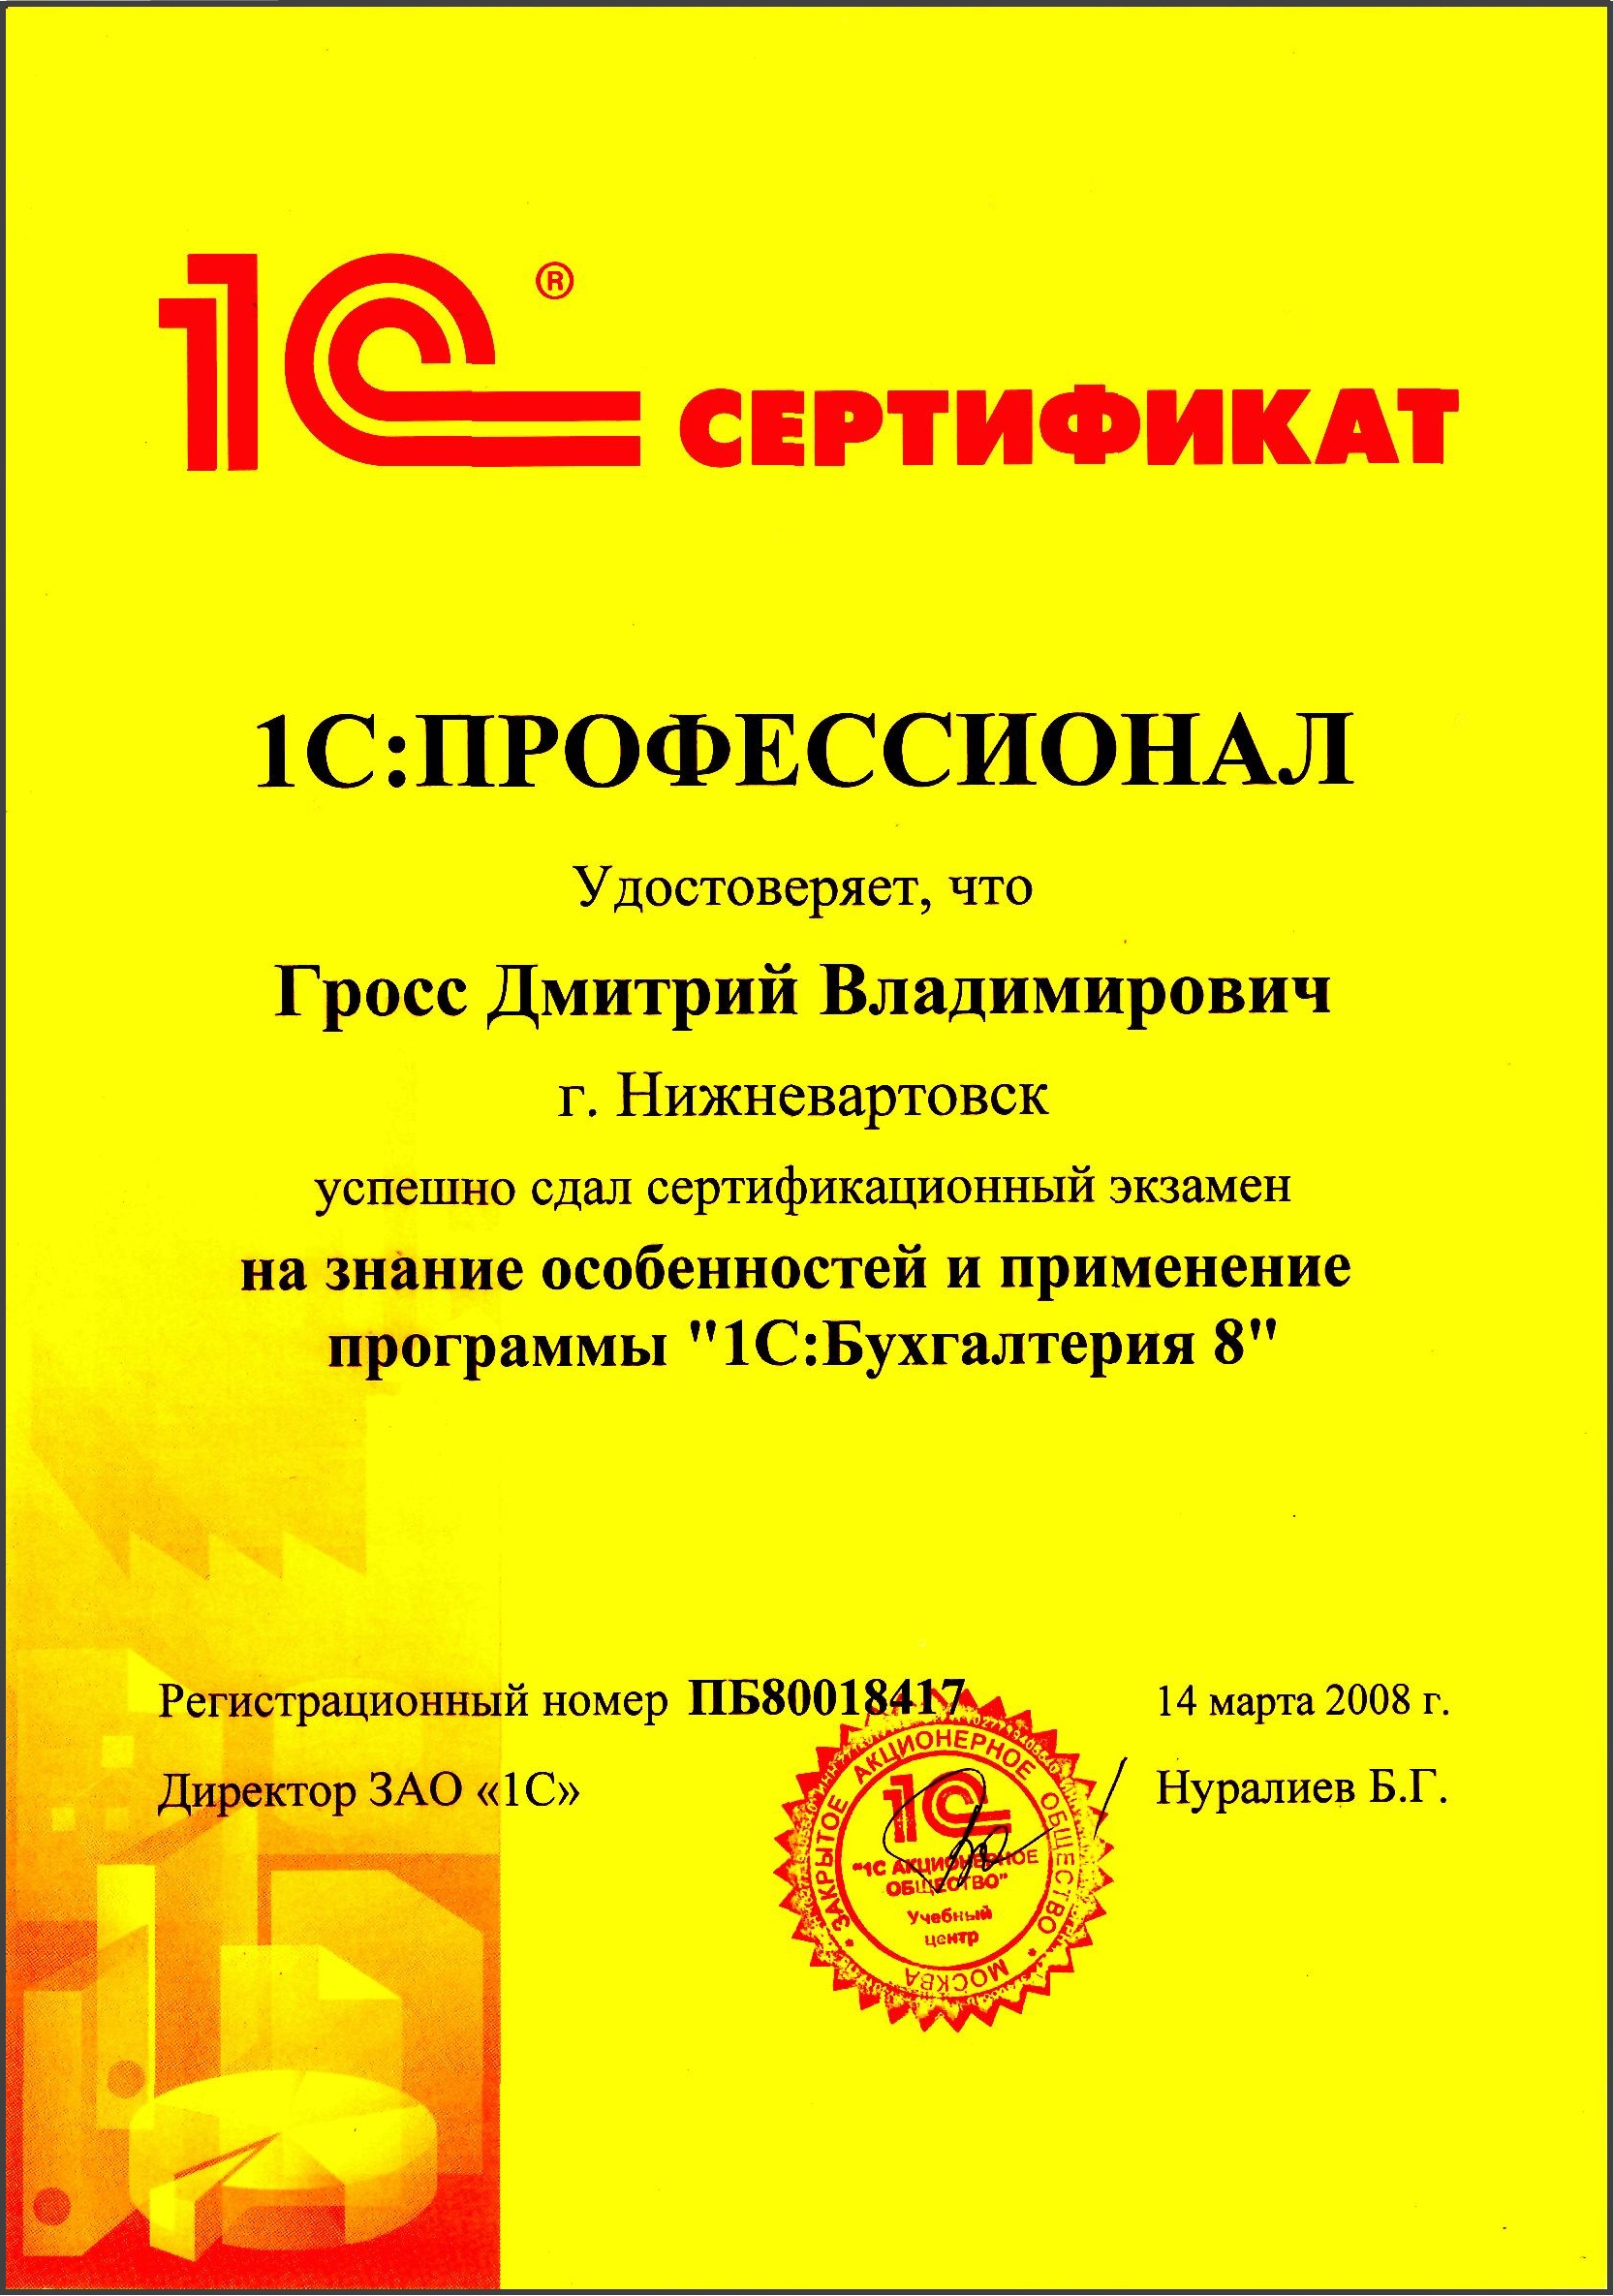 1С® СЕРТИФИКАТ
1С:ПРОФЕССИОНАЛ
Удостоверяет, что
Гросс Дмитрий Владимирович
г. Нижневартовск
успешно сдал сертификационный экзамен
на знание особенностей и применение
программы "1С:Бухгалтерия 8"
Регистрационный номер ПБ80018417
14 марта 2008 г.
Директор ЗАО «1С»
Нуралиев Б.Г.
ЗАКРЫТОЕ АКЦИОНЕРНОЕ ОБЩЕСТВО
1С
"1С АКЦИОНЕРНОЕ
ОБЩЕСТВО"
Учебный
центр
МОСКВА